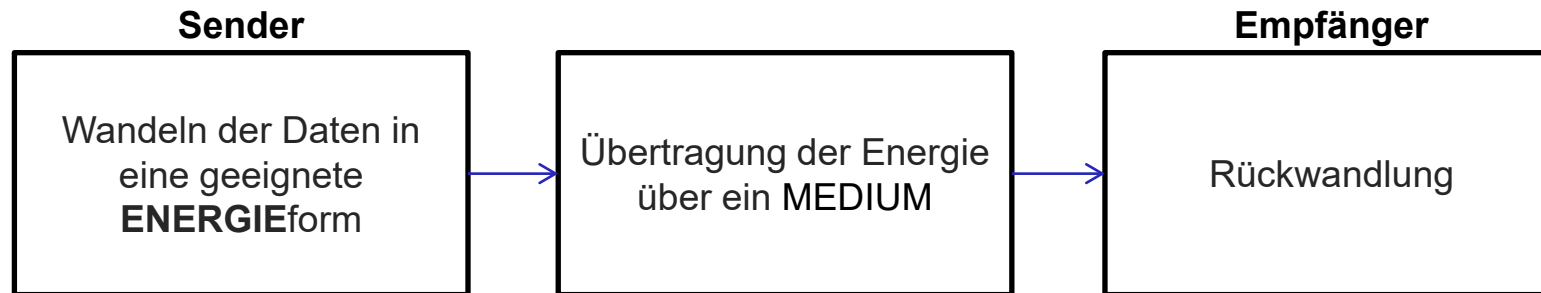 Sender
Empfänger
Wandeln der Daten in
eine geeignete
ENERGIEform
Übertragung der Energie
über ein MEDIUM
Rückwandlung